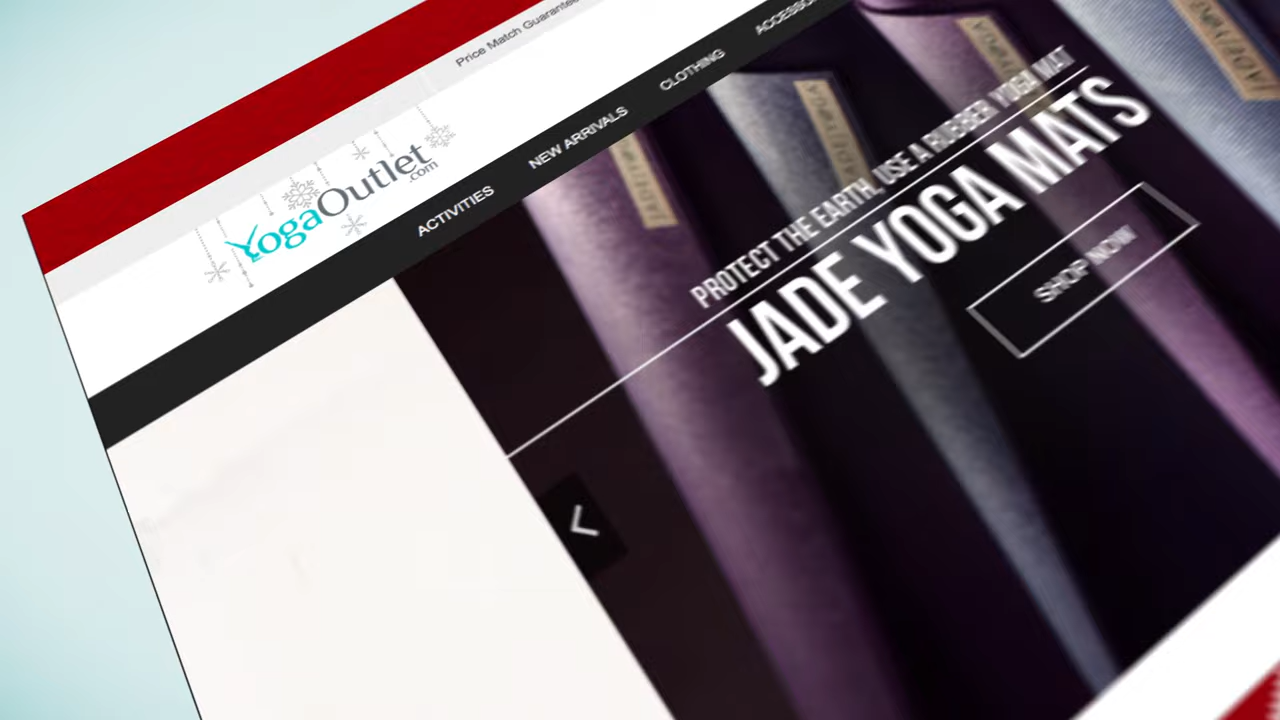 Price Match Guarantee
YogaOutlet
.com
ACTIVITIES
NEW ARRIVALS
CLOTHING
PROTECT THE EARTH, USE A RUBBER YOGA MAT
JADE YOGA MATS
SHOP NOW